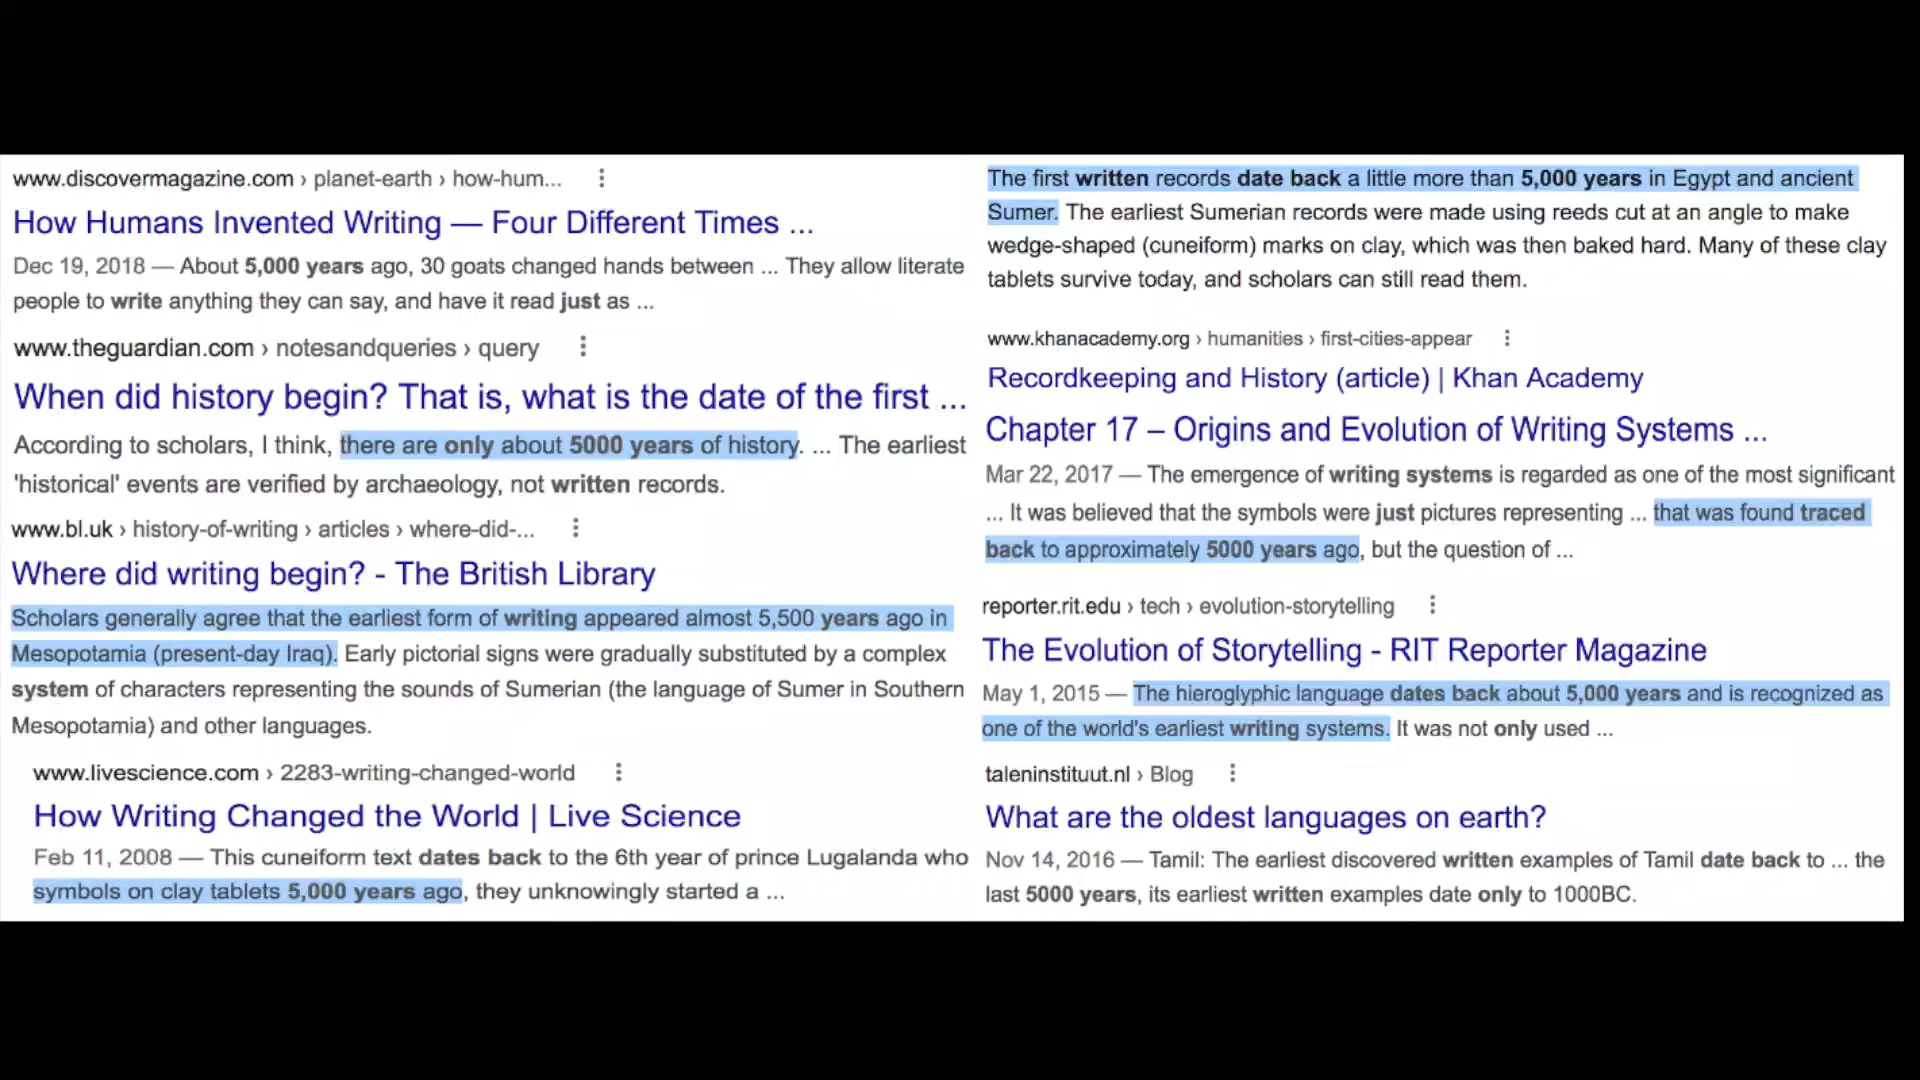 www.discovermagazine.com › planet-earth › how-hum...
How Humans Invented Writing — Four Different Times ...
Dec 19, 2018 — About 5,000 years ago, 30 goats changed hands between ... They allow literate
people to write anything they can say, and have it read just as ...
www.theguardian.com › notesandqueries › query
When did history begin? That is, what is the date of the first ...
According to scholars, I think, there are only about 5000 years of history. ... The earliest
'historical' events are verified by archaeology, not written records.
www.bl.uk › history-of-writing › articles › where-did-...
Where did writing begin? - The British Library
Scholars generally agree that the earliest form of writing appeared almost 5,500 years ago in
Mesopotamia (present-day Iraq). Early pictorial signs were gradually substituted by a complex
system of characters representing the sounds of Sumerian (the language of Sumer in Southern
Mesopotamia) and other languages.
www.livescience.com › 2283-writing-changed-world
How Writing Changed the World | Live Science
Feb 11, 2008 — This cuneiform text dates back to the 6th year of prince Lugalanda who
symbols on clay tablets 5,000 years ago, they unknowingly started a ...
The first written records date back a little more than 5,000 years in Egypt and ancient
Sumer. The earliest Sumerian records were made using reeds cut at an angle to make
wedge-shaped (cuneiform) marks on clay, which was then baked hard. Many of these clay
tablets survive today, and scholars can still read them.
www.khanacademy.org › humanities › first-cities-appear
Recordkeeping and History (article) | Khan Academy
Chapter 17 – Origins and Evolution of Writing Systems ...
Mar 22, 2017 — The emergence of writing systems is regarded as one of the most significant
... It was believed that the symbols were just pictures representing ... that was found traced
back to approximately 5000 years ago, but the question of ...
reporter.rit.edu › tech › evolution-storytelling
The Evolution of Storytelling - RIT Reporter Magazine
May 1, 2015 — The hieroglyphic language dates back about 5,000 years and is recognized as
one of the world's earliest writing systems. It was not only used ...
taleninstituut.nl › Blog
What are the oldest languages on earth?
Nov 14, 2016 — Tamil: The earliest discovered written examples of Tamil date back to ... the
last 5000 years, its earliest written examples date only to 1000BC.